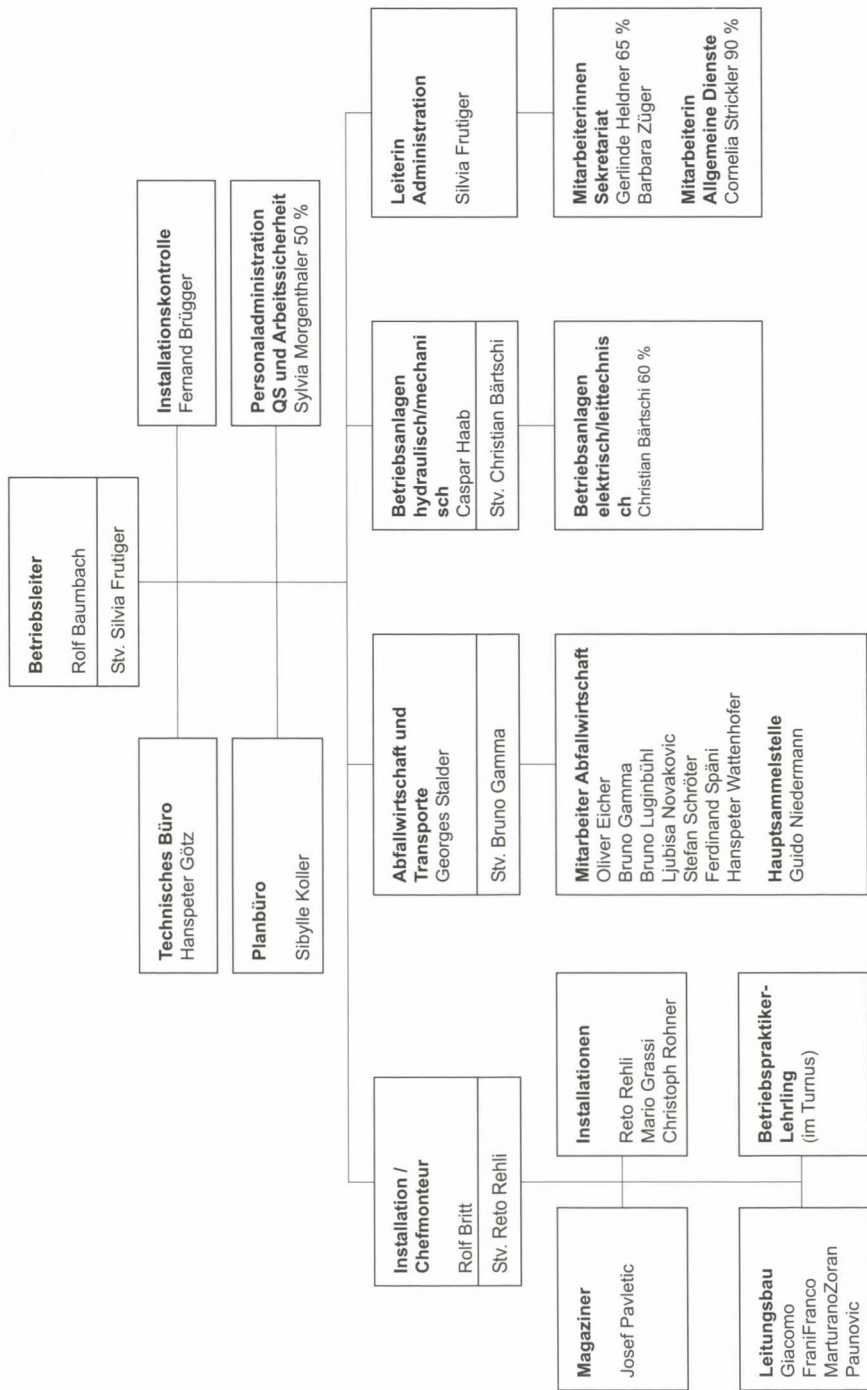 Betriebsleiter
Rolf Baumbach
Stv. Silvia Frutiger
Technisches Büro
Hanspeter Götz
Installationskontrolle
Fernand Brügger
Planbüro
Sibylle Koller
Personaladministration
QS und Arbeitssicherheit
Sylvia Morgenthaler 50 %
Installation /
Chefmonteur
Rolf Britt
Stv. Reto Rehli
Abfallwirtschaft und
Transporte
Georges Stalder
Stv. Bruno Gamma
Betriebsanlagen
hydraulisch/mechani
sch
Caspar Haab
Stv. Christian Bärtschi
Leiterin
Administration
Silvia Frutiger
Magaziner
Josef Pavletic
Installationen
Reto Rehli
Mario Grassi
Christoph Rohner
Leitungsbau
Giacomo
FraniFranco
MarturanoZoran
Paunovic
Betriebspraktiker-
Lehrling
(im Turnus)
Mitarbeiter Abfallwirtschaft
Oliver Eicher
Bruno Gamma
Bruno Luginbühl
Ljubisa Novakovic
Stefan Schröter
Ferdinand Späni
Hanspeter Wattenhofer
Hauptsammelstelle
Guido Niedermann
Betriebsanlagen
elektrisch/leittechnis
ch
Christian Bärtschi 60 %
Mitarbeiterinnen
Sekretariat
Gerlinde Heldner 65 %
Barbara Züger
Mitarbeiterin
Allgemeine Dienste
Cornelia Strickler 90 %